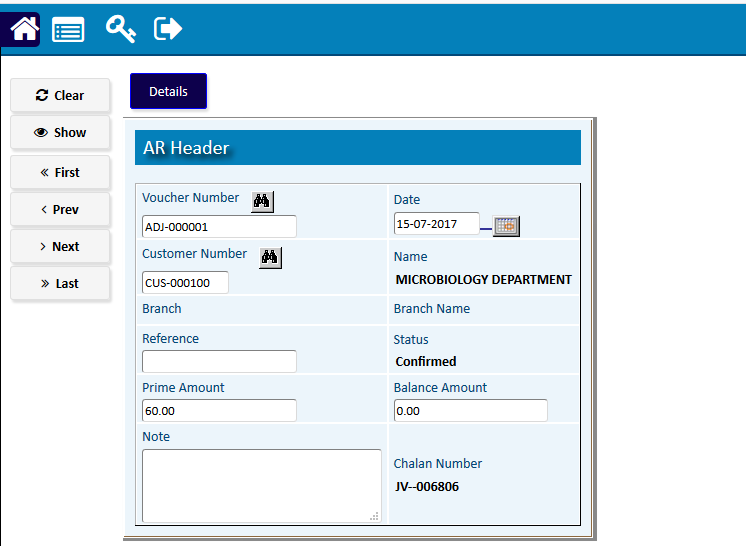 Clear
Show
First
Prev
Next
Last
Details
AR Header
Voucher Number
ADJ-000001
Date
15-07-2017
Customer Number
CUS-000100
Name
MICROBIOLOGY DEPARTMENT
Branch
Branch Name
Reference
Status
Confirmed
Prime Amount
60.00
Balance Amount
0.00
Note
Chalan Number
JV--006806